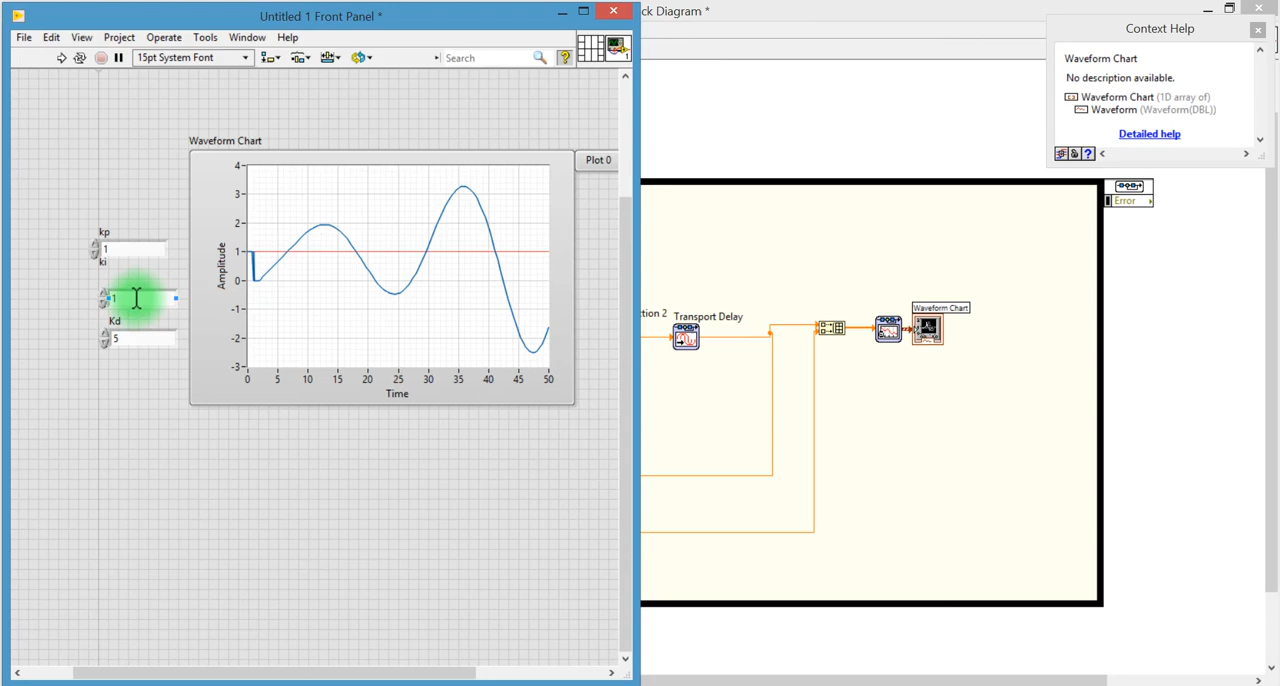 Untitled 1 Front Panel *
File Edit View Project Operate Tools Window Help
15pt System Font
Search
1
Waveform Chart
Plot 0
4
3
2
1
0
-1
-2
-3
Amplitude
0 5 10 15 20 25 30 35 40 45 50
Time
kp
1
ki
1
Kd
5
ck Diagram *
Context Help
Waveform Chart
No description available.
Waveform Chart (1D array of)
Waveform (Waveform(DBL))
Detailed help
Error
ction 2
Transport Delay
Waveform Chart